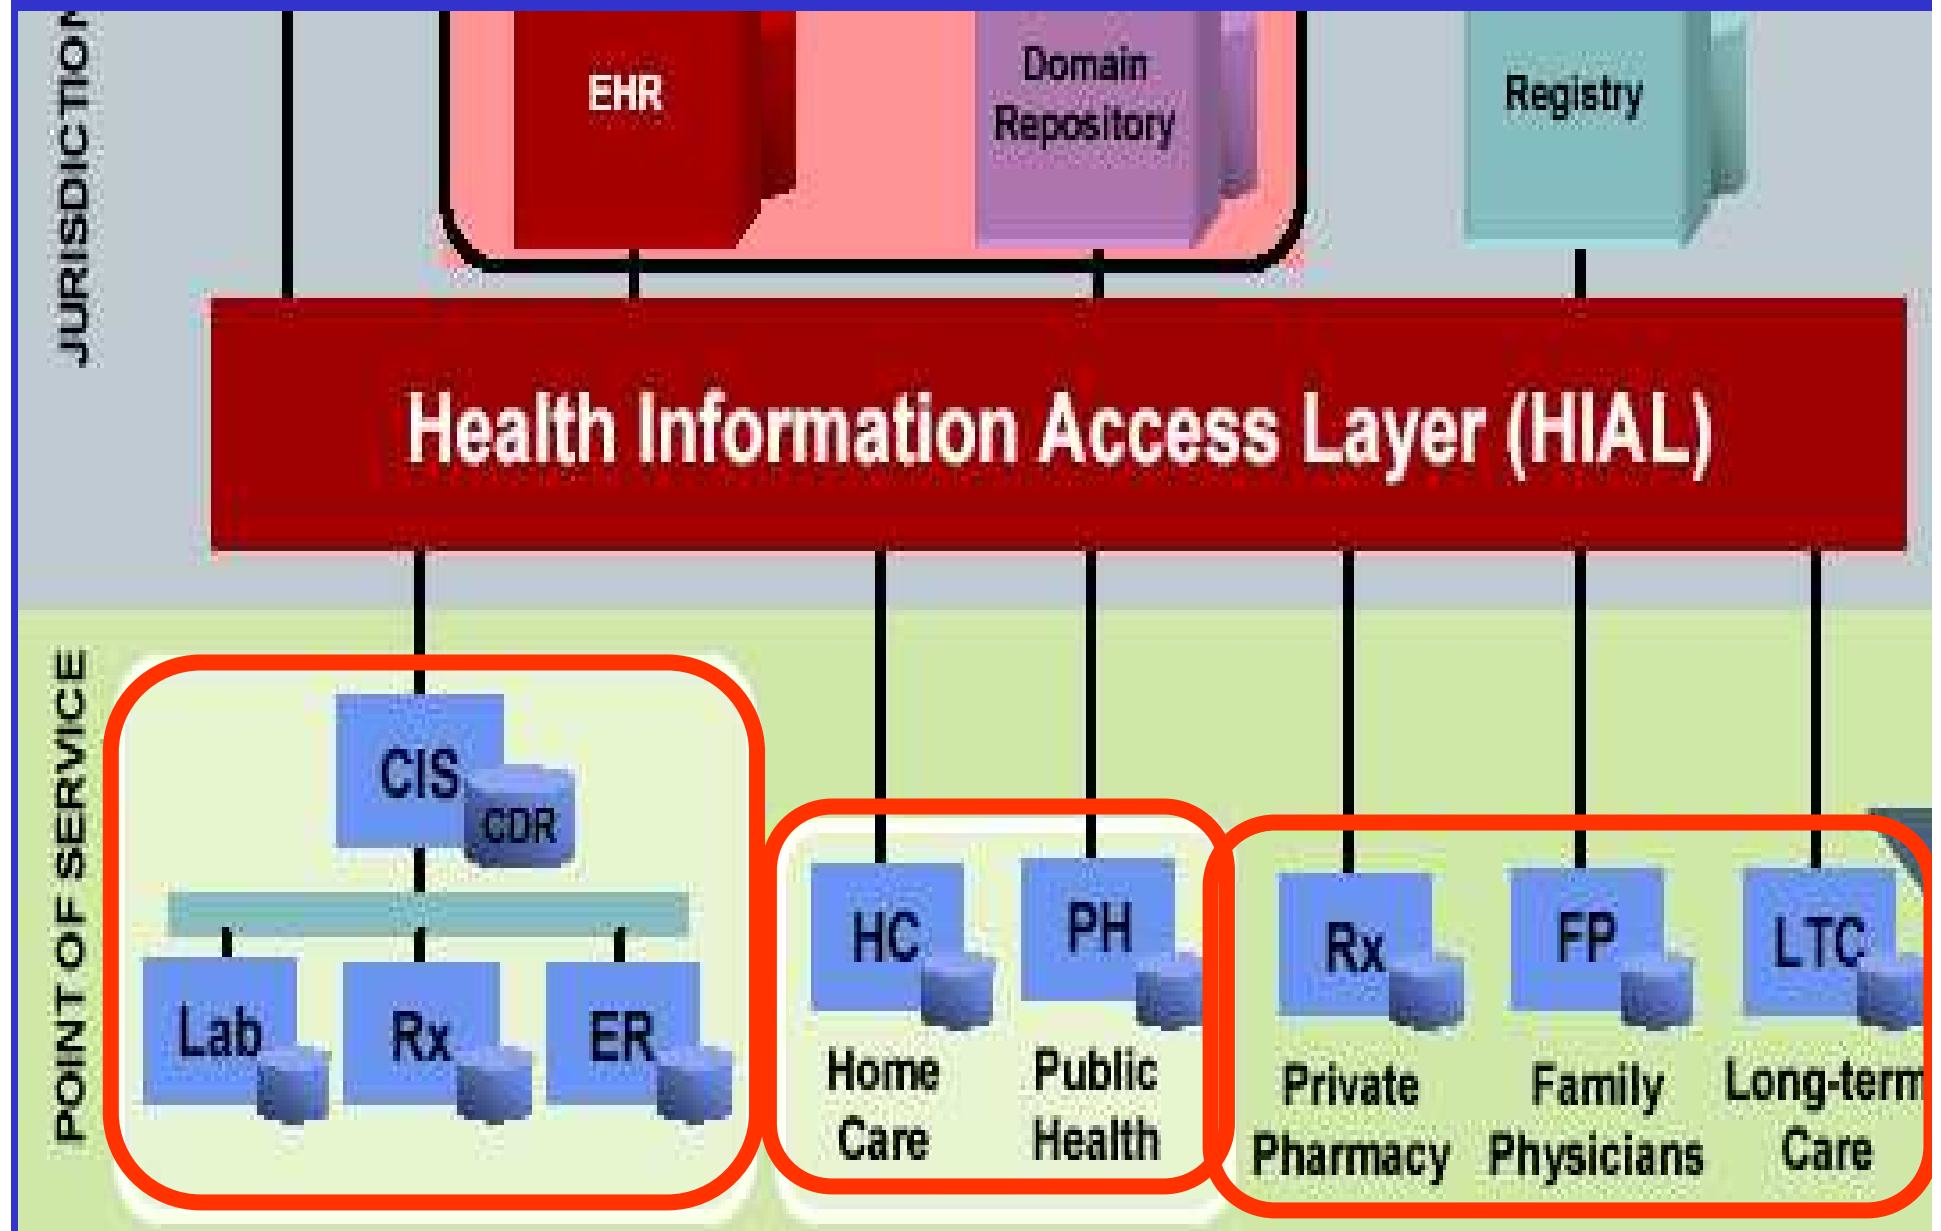 JURISDICTION
EHR
Domain
Repository
Registry
Health Information Access Layer (HIAL)
POINT OF SERVICE
CIS
CDR
Lab
Rx
ER
HC
Home
Care
PH
Public
Health
Rx
Private
Pharmacy
FP
Family
Physicians
LTC
Long-term
Care